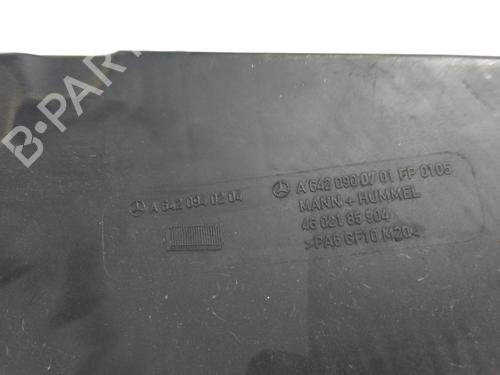 B-PARTS
A 642 094 02 04
A 642 090 07 01 FP 0105
MANN + HUMMEL
46 021 85 904
>PA6 GF10 M20<